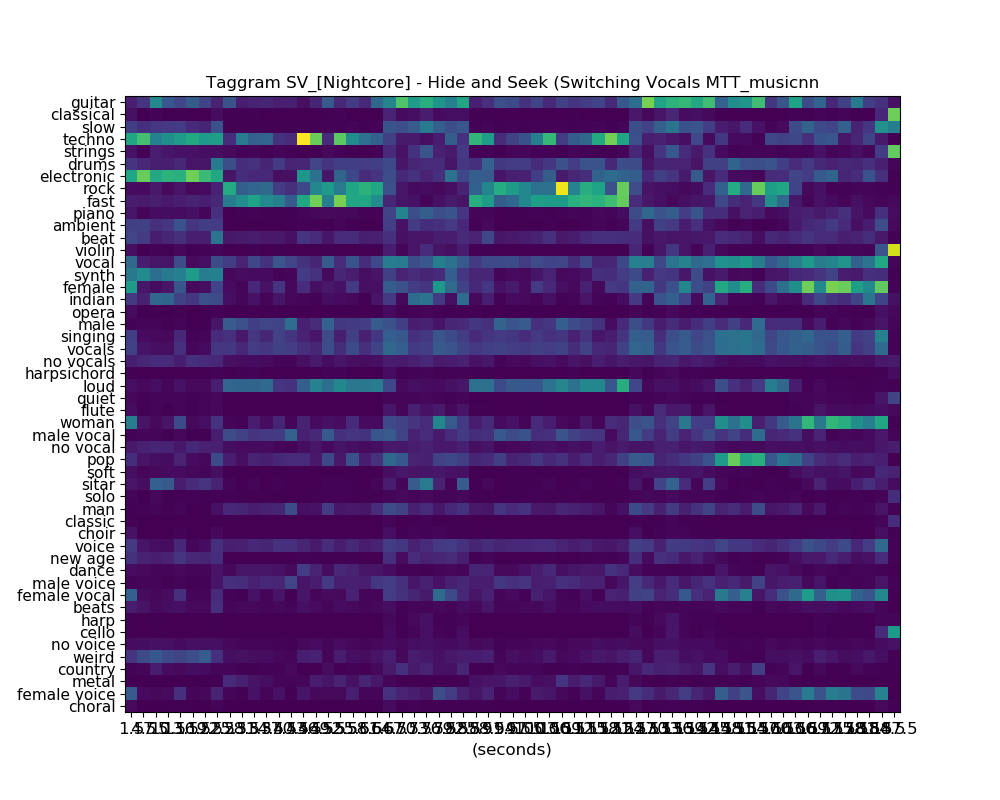 Taggram SV_[Nightcore] - Hide and Seek (Switching Vocals MTT_musicnn
guitar
classical
slow
techno
strings
drums
electronic
rock
fast
piano
ambient
beat
violin
vocal
synth
female
indian
opera
male
singing
vocals
no vocals
harpsichord
loud
quiet
flute
woman
male vocal
no vocal
pop
soft
sitar
solo
man
classic
choir
voice
new age
dance
male voice
female vocal
beats
harp
cello
no voice
weird
country
metal
female voice
choral
(seconds)